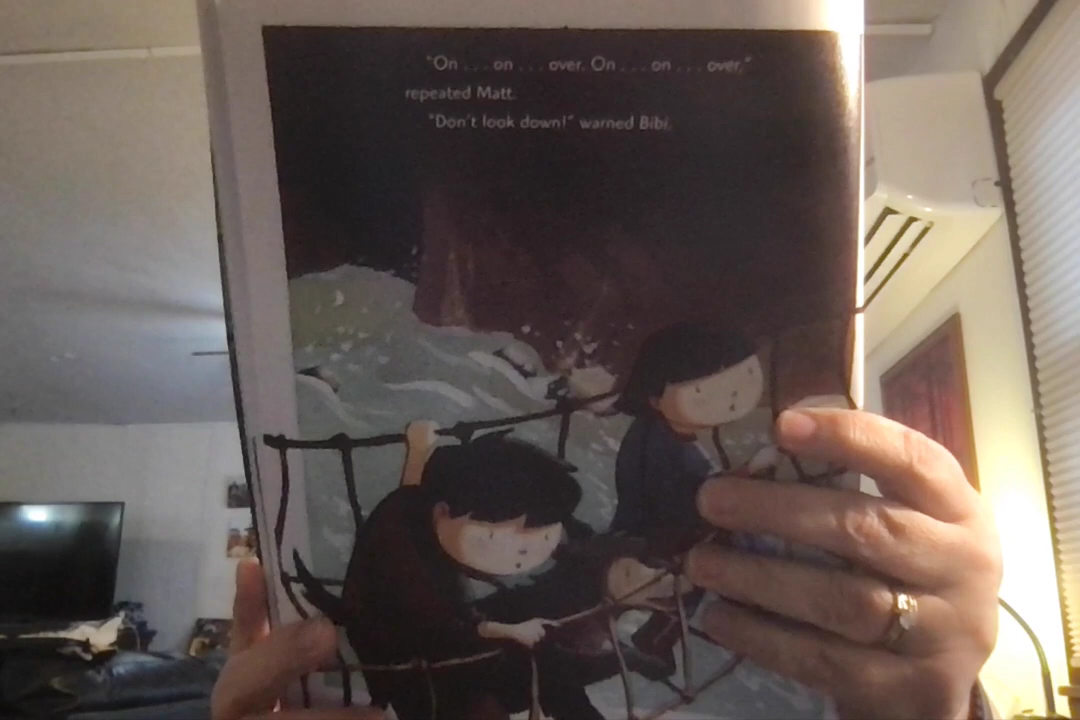 "On . . . on . . . over. On . . . on . . . over,"
repeated Matt.
"Don't look down!" warned Bibi.